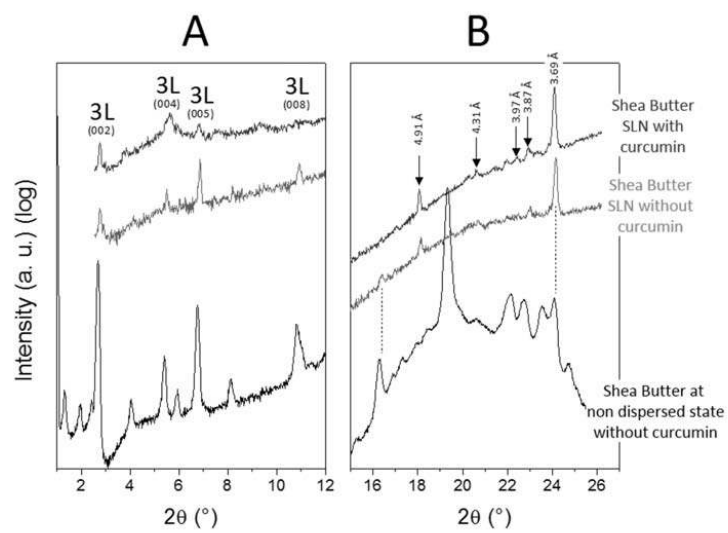 A
B
3L
(002)
3L
(004)
3L
(005)
3L
(008)
4.91 Å
4.31 Å
3.97 Å
3.87 Å
3.69 Å
Shea Butter
SLN with
curcumin
Shea Butter
SLN without
curcumin
Shea Butter at
non dispersed state
without curcumin
Intensity (a. u.) (log)
2 4 6 8 10 12
16 18 20 22 24 26
2θ (°)
2θ (°)